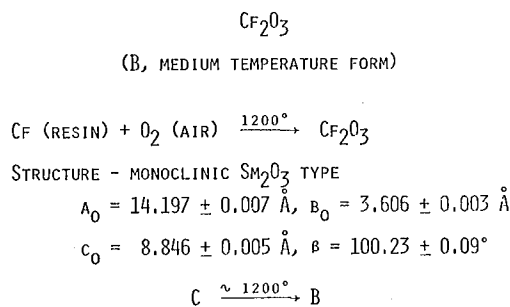 CF₂O₃
(B, MEDIUM TEMPERATURE FORM)
CF (RESIN) + O₂ (AIR) 1200° ⟶ CF₂O₃
STRUCTURE - MONOCLINIC SM₂O₃ TYPE
A₀ = 14.197 ± 0.007 Å, B₀ = 3.606 ± 0.003 Å
C₀ = 8.846 ± 0.005 Å, β = 100.23 ± 0.09°
C ~ 1200° ⟶ B